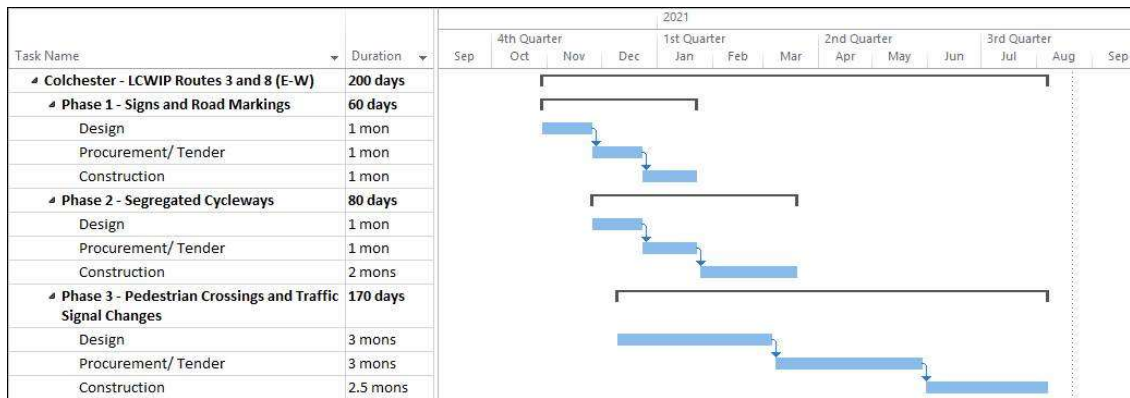 2021
4th Quarter 1st Quarter 2nd Quarter 3rd Quarter
Task Name Duration Sep Oct Nov Dec Jan Feb Mar Apr May Jun Jul Aug Sep
Colchester - LCWIP Routes 3 and 8 (E-W) 200 days
Phase 1 - Signs and Road Markings 60 days
Design 1 mon
Procurement/ Tender 1 mon
Construction 1 mon
Phase 2 - Segregated Cycleways 80 days
Design 1 mon
Procurement/ Tender 1 mon
Construction 2 mons
Phase 3 - Pedestrian Crossings and Traffic 170 days
Signal Changes
Design 3 mons
Procurement/ Tender 3 mons
Construction 2.5 mons